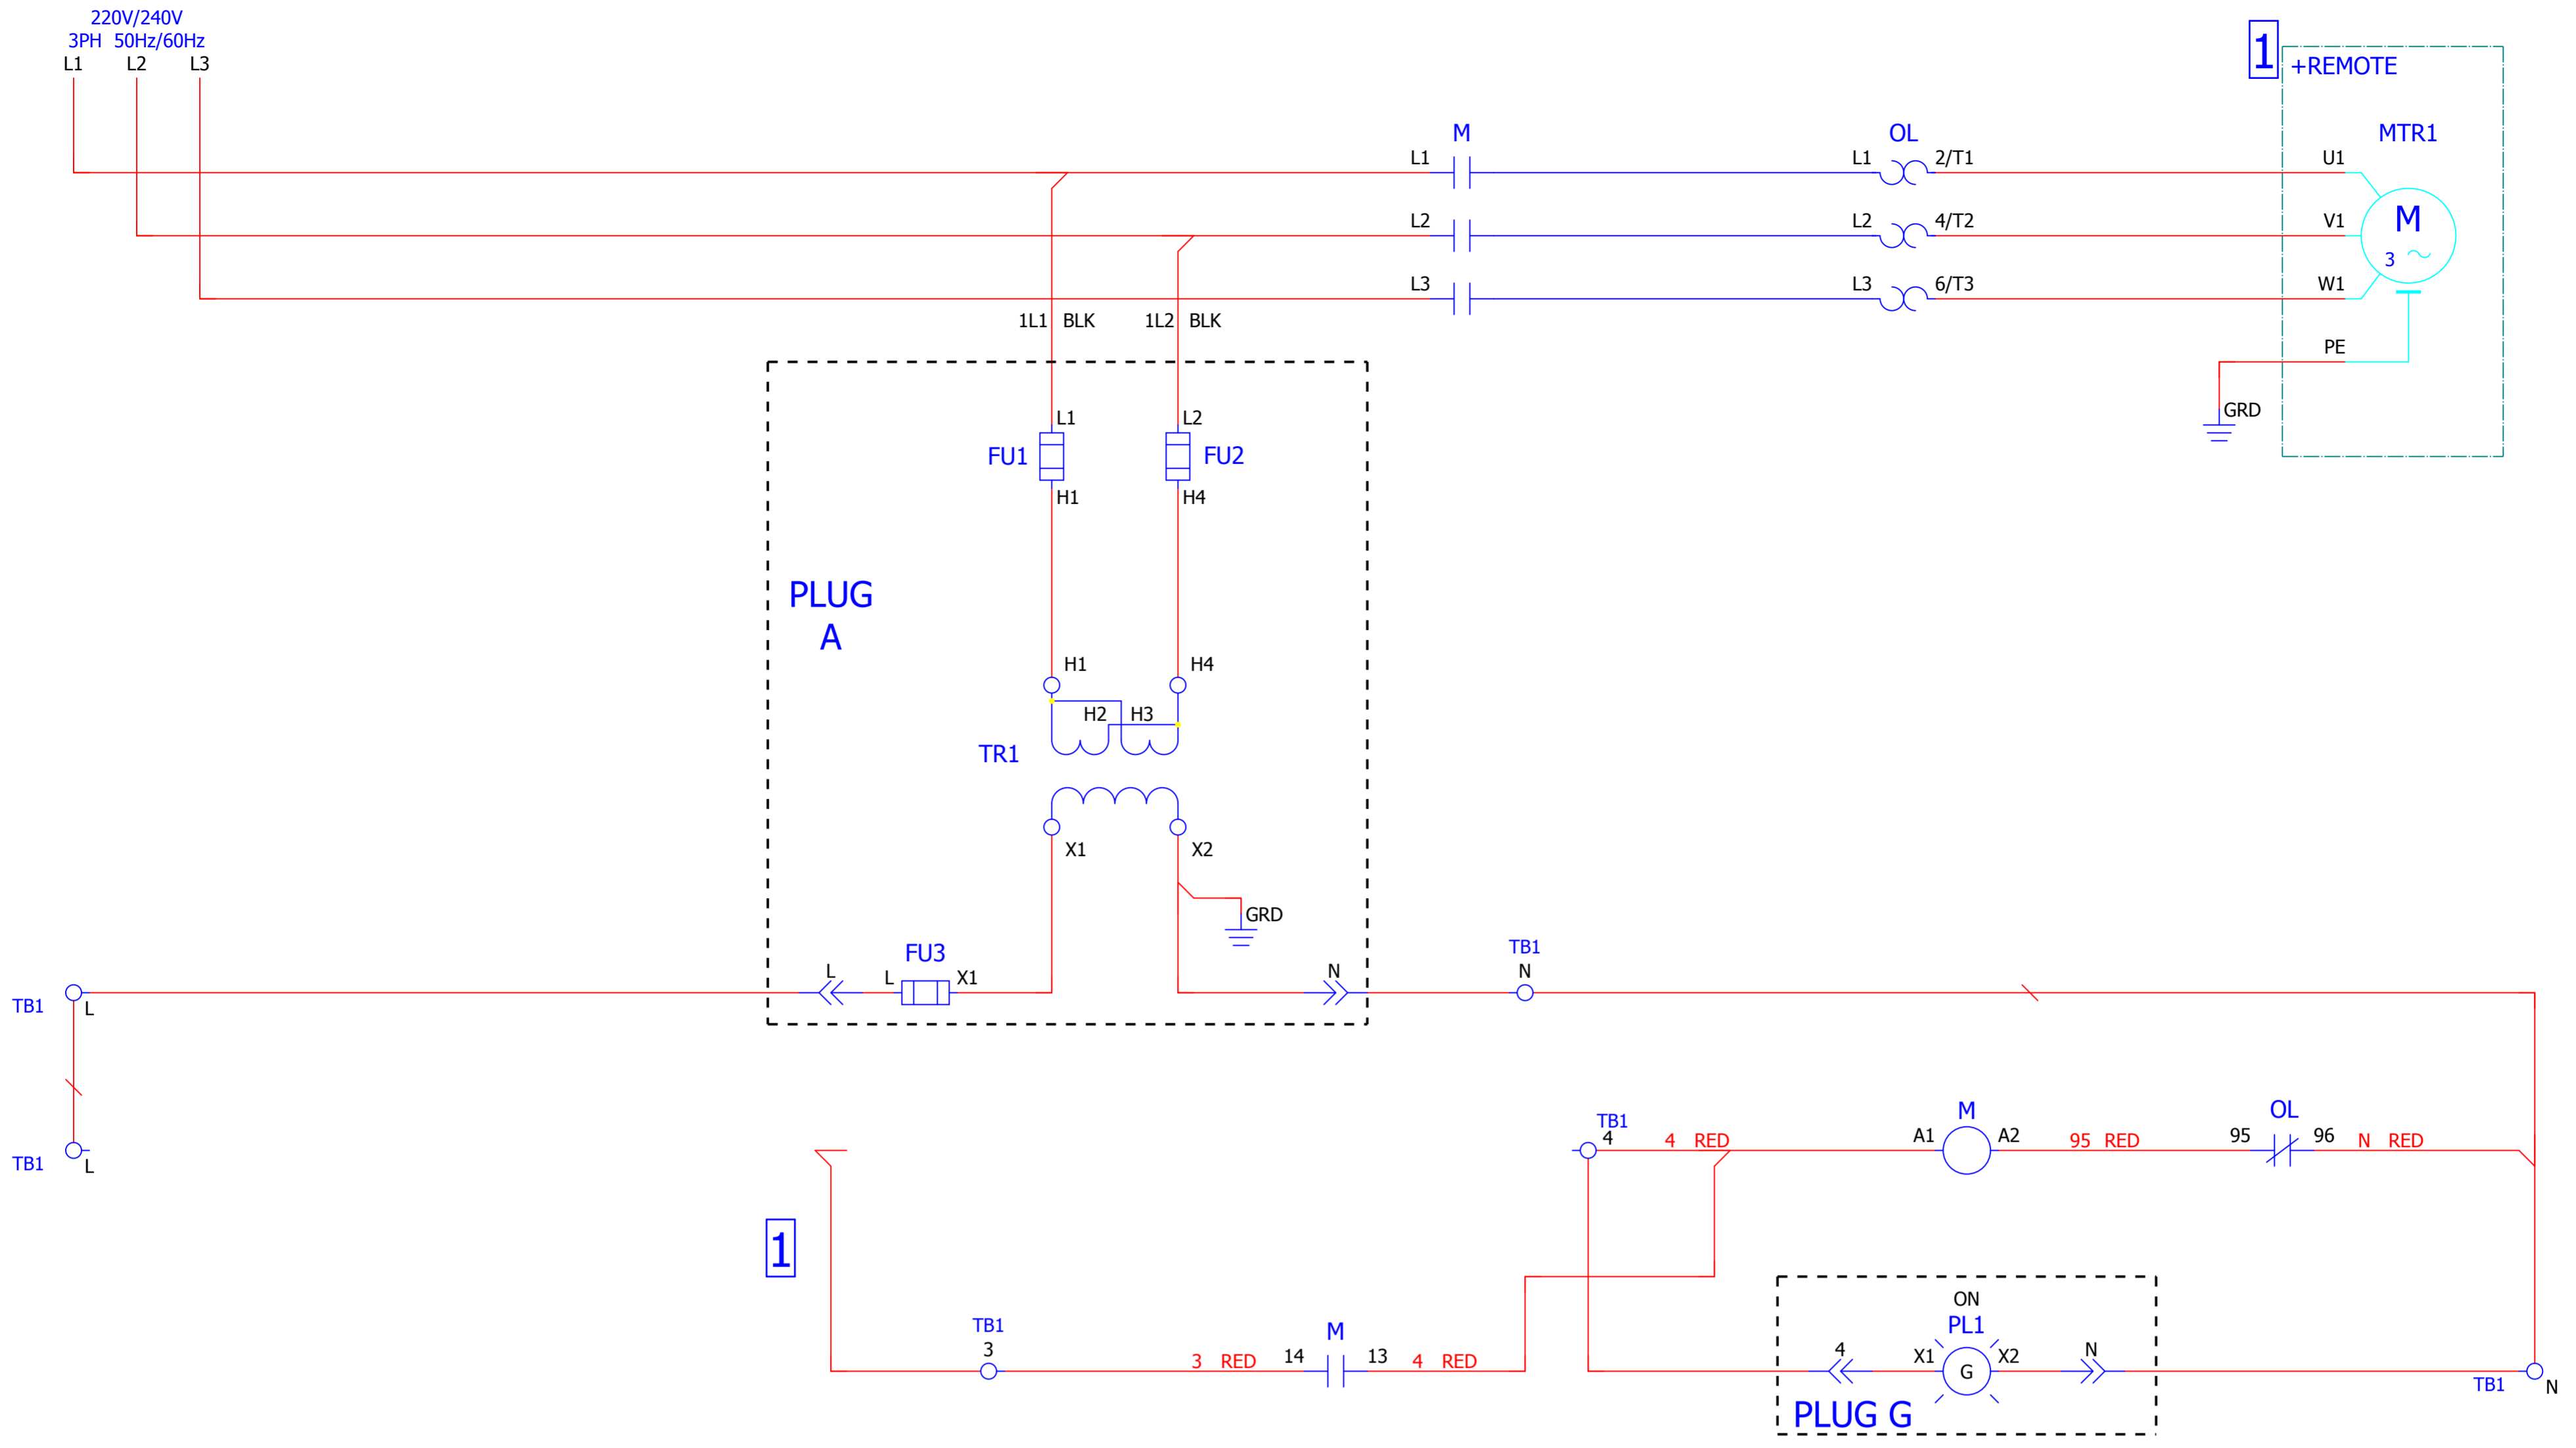 220V/240V
3PH 50Hz/60Hz
L1 L2 L3
1
+REMOTE
M OL MTR1
L1 L1 2/T1 U1
L2 L2 4/T2 V1 M
3
L3 L3 6/T3 W1
1L1 BLK 1L2 BLK
PE
GRD
L1 L2
FU1 FU2
H1 H4
PLUG
A
H1 H4
H2 H3
TR1
X1 X2
GRD
TB1
FU3
L L X1 N N
TB1 L
TB1 OL
4 M
4 RED A1 A2 95 RED 95 96 N RED
TB1 L
1
ON
TB1 M PL1
3 3 RED 14 13 4 RED 4 X1 X2 N
G
TB1 N
PLUG G